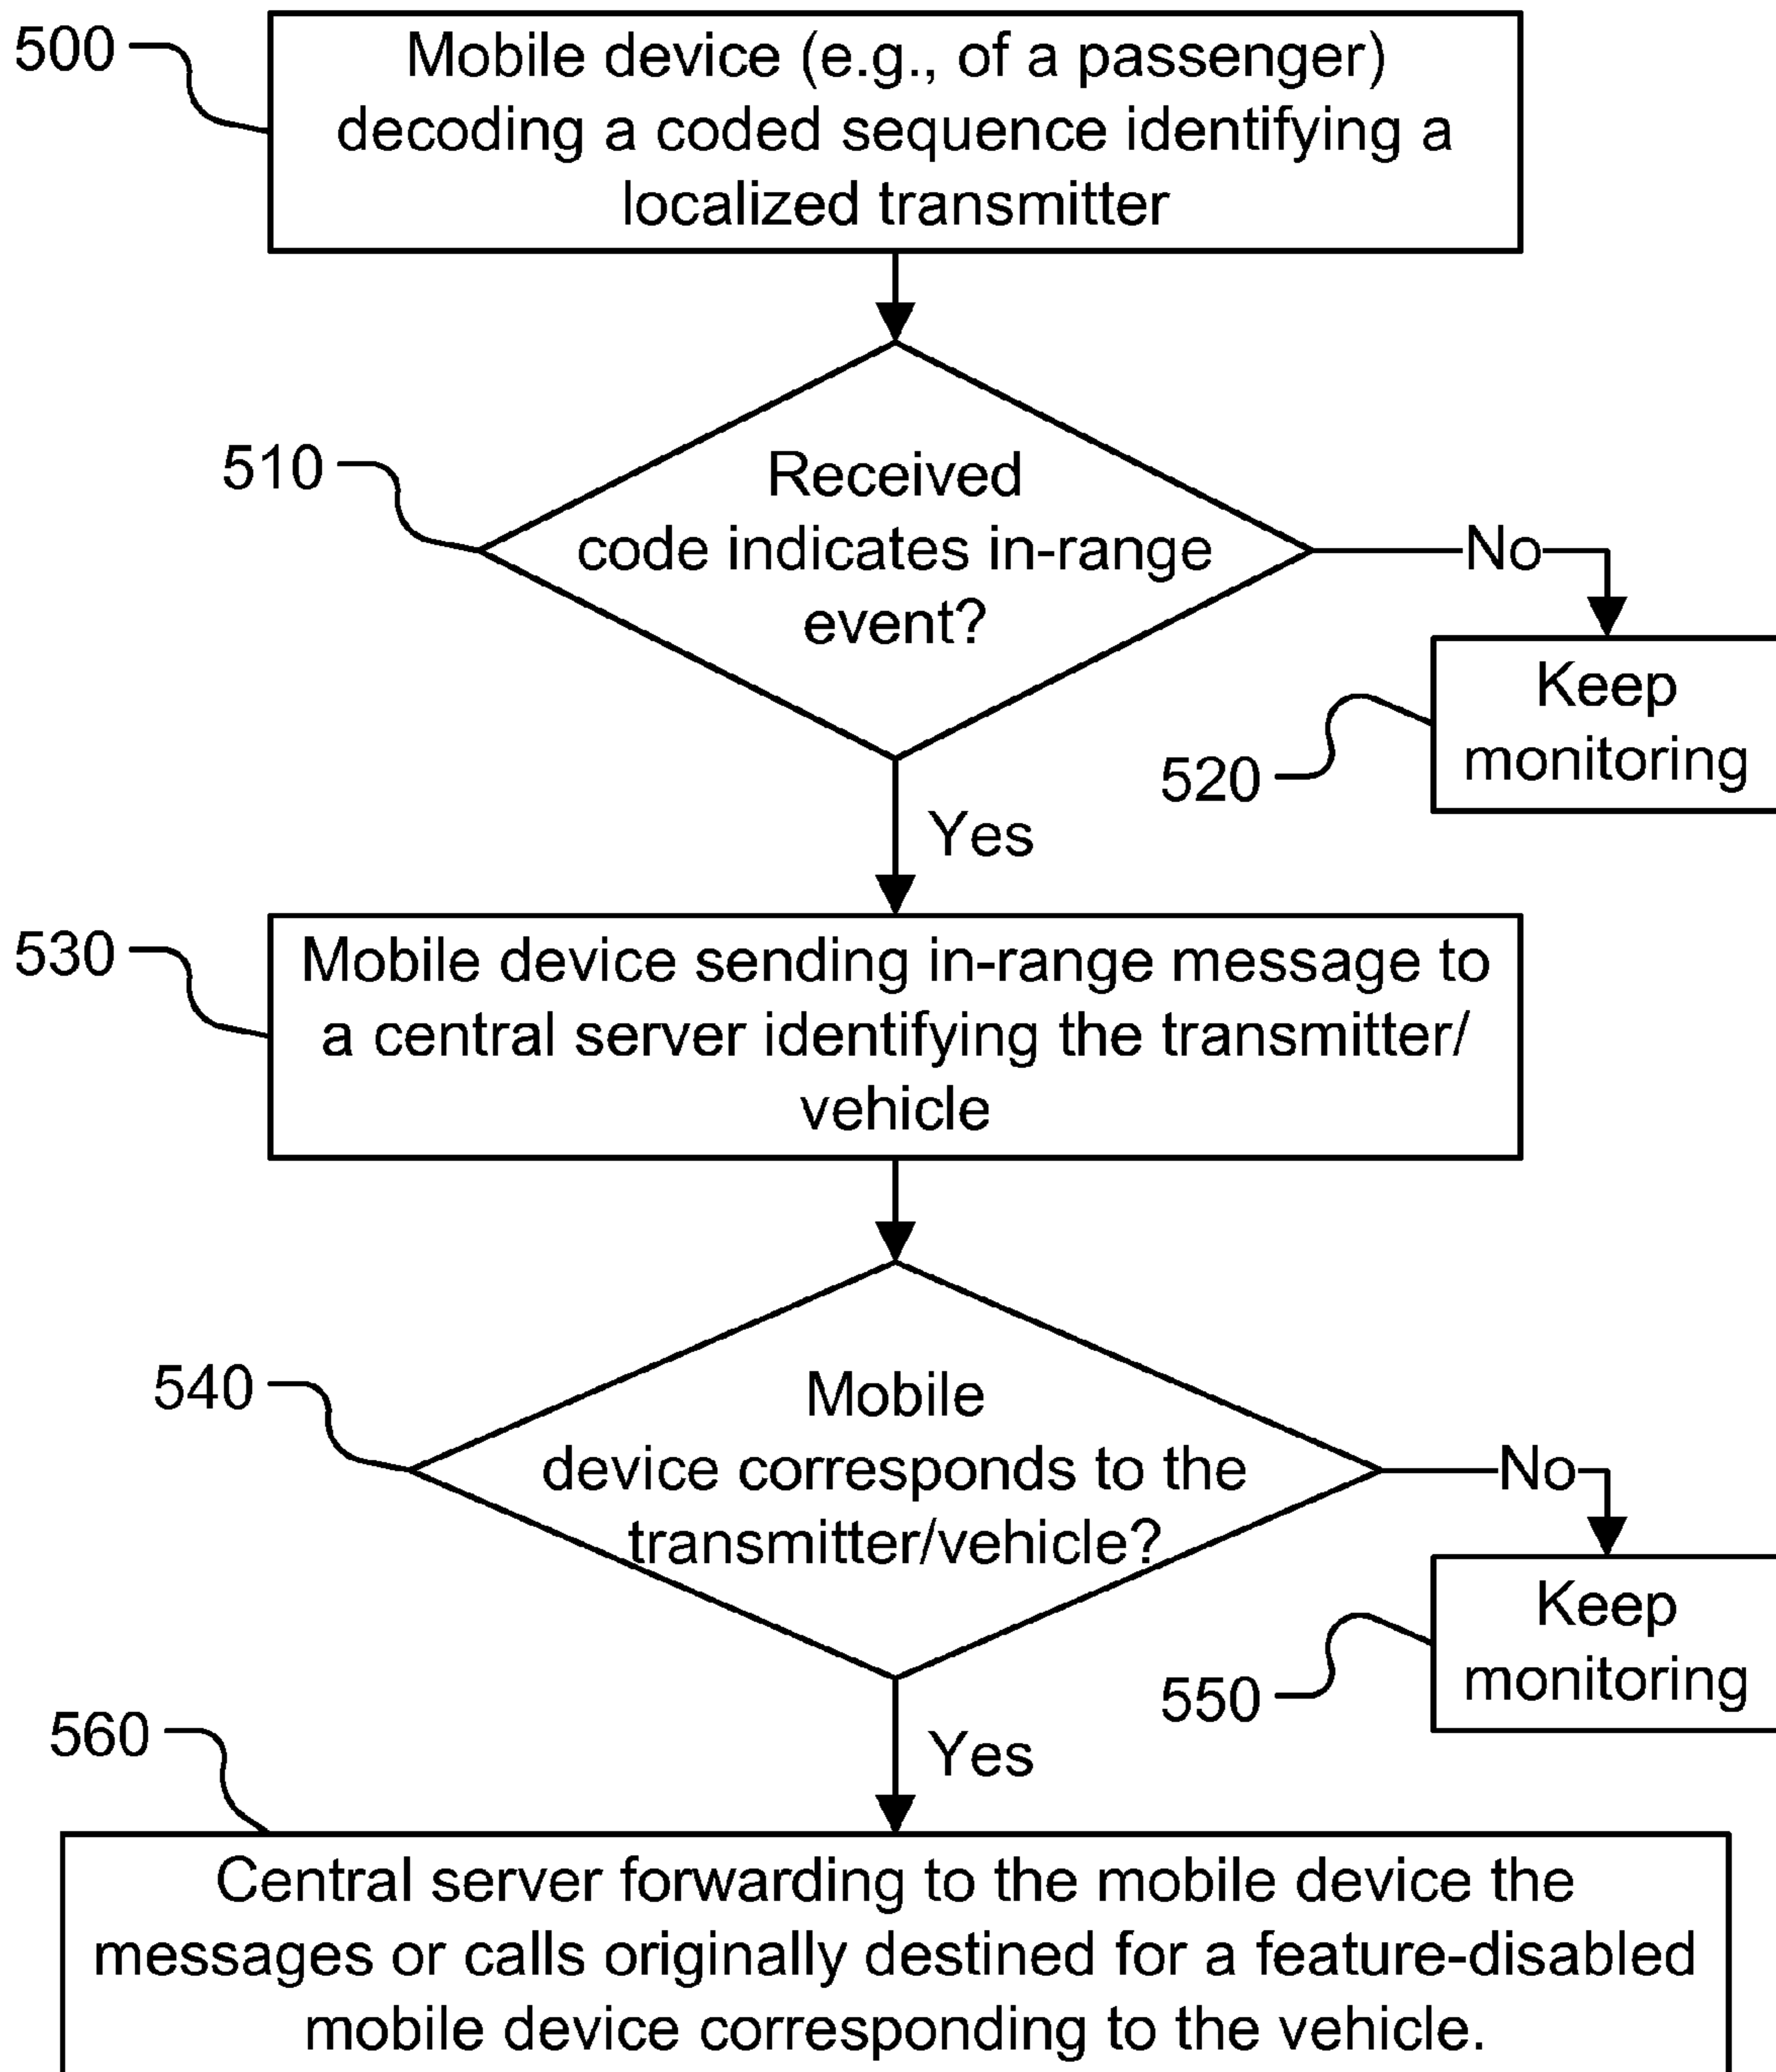 500
Mobile device (e.g., of a passenger)
decoding a coded sequence identifying a
localized transmitter
510
Received
code indicates in-range
event?
No
520
Keep
monitoring
Yes
530
Mobile device sending in-range message to
a central server identifying the transmitter/
vehicle
540
Mobile
device corresponds to the
transmitter/vehicle?
No
550
Keep
monitoring
Yes
560
Central server forwarding to the mobile device the
messages or calls originally destined for a feature-disabled
mobile device corresponding to the vehicle.